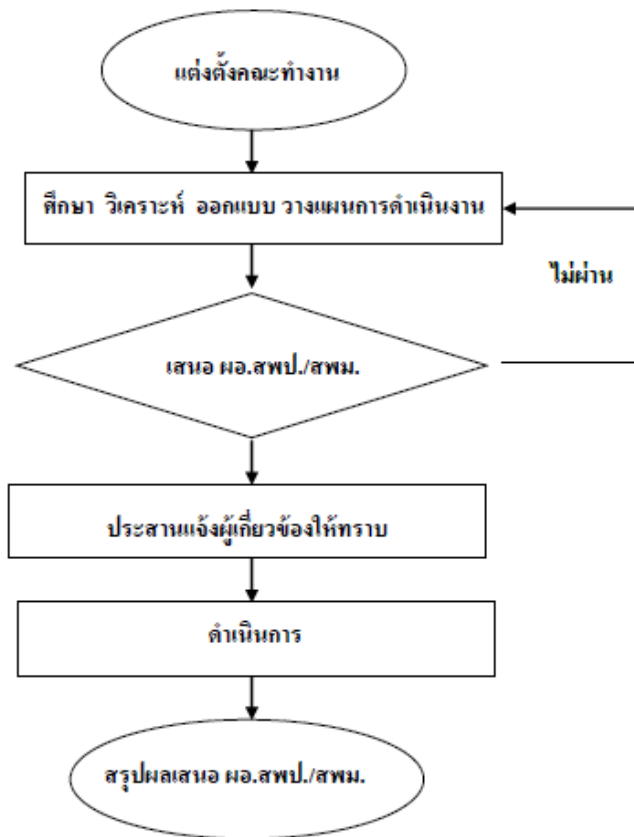 แต่งตั้งคณะทำงาน
ศึกษา วิเคราะห์ ออกแบบ วางแผนการดำเนินงาน
ไม่ผ่าน
เสนอ ผอ.สพป./สพม.
ประสานแจ้งผู้เกี่ยวข้องให้ทราบ
ดำเนินการ
สรุปผลเสนอ ผอ.สพป./สพม.